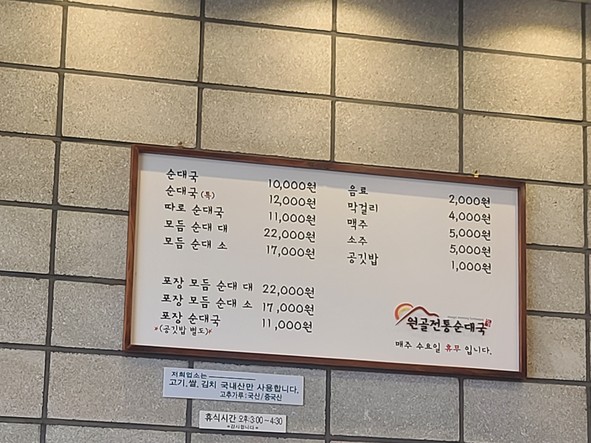 순대국 10,000원
순대국(특) 12,000원
따로 순대국 11,000원
모듬 순대 대 22,000원
모듬 순대 소 17,000원
포장 모듬 순대 대 22,000원
포장 모듬 순대 소 17,000원
포장 순대국 11,000원
*(공깃밥 별도)*
음료 2,000원
막걸리 4,000원
맥주 5,000원
소주 5,000원
공깃밥 1,000원
원골전통순대국
매주 수요일 휴무 입니다.
저희업소는
고기,쌀,김치 국내산만 사용합니다.
고추가루:국산/중국산
휴식시간 오후3:00-4:30
-감사합니다-